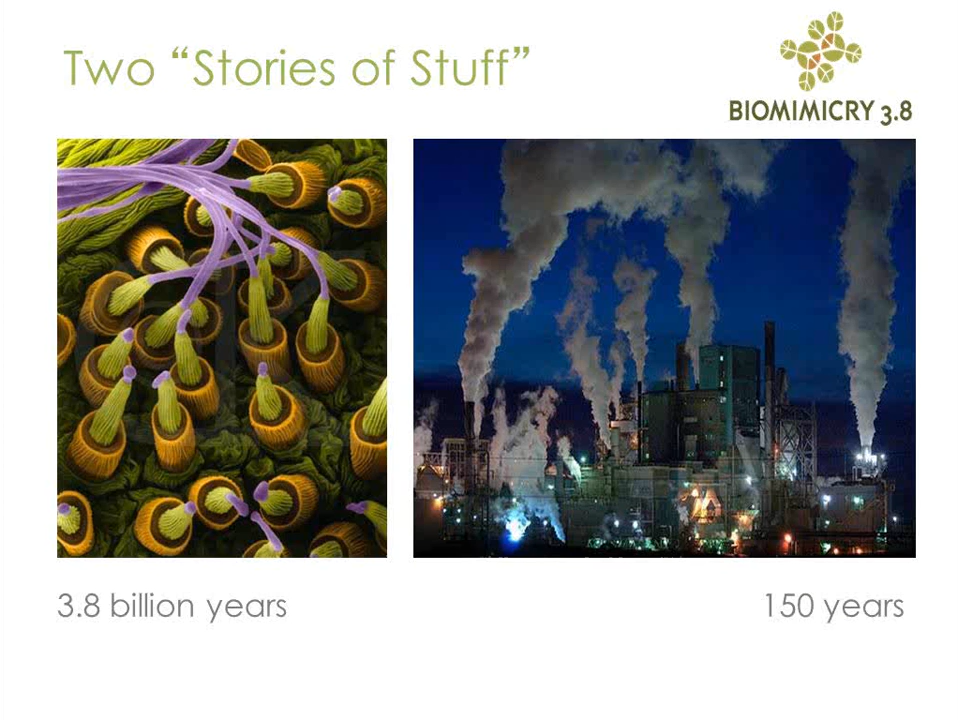 Two “Stories of Stuff”
BIOMIMICRY 3.8
3.8 billion years
150 years